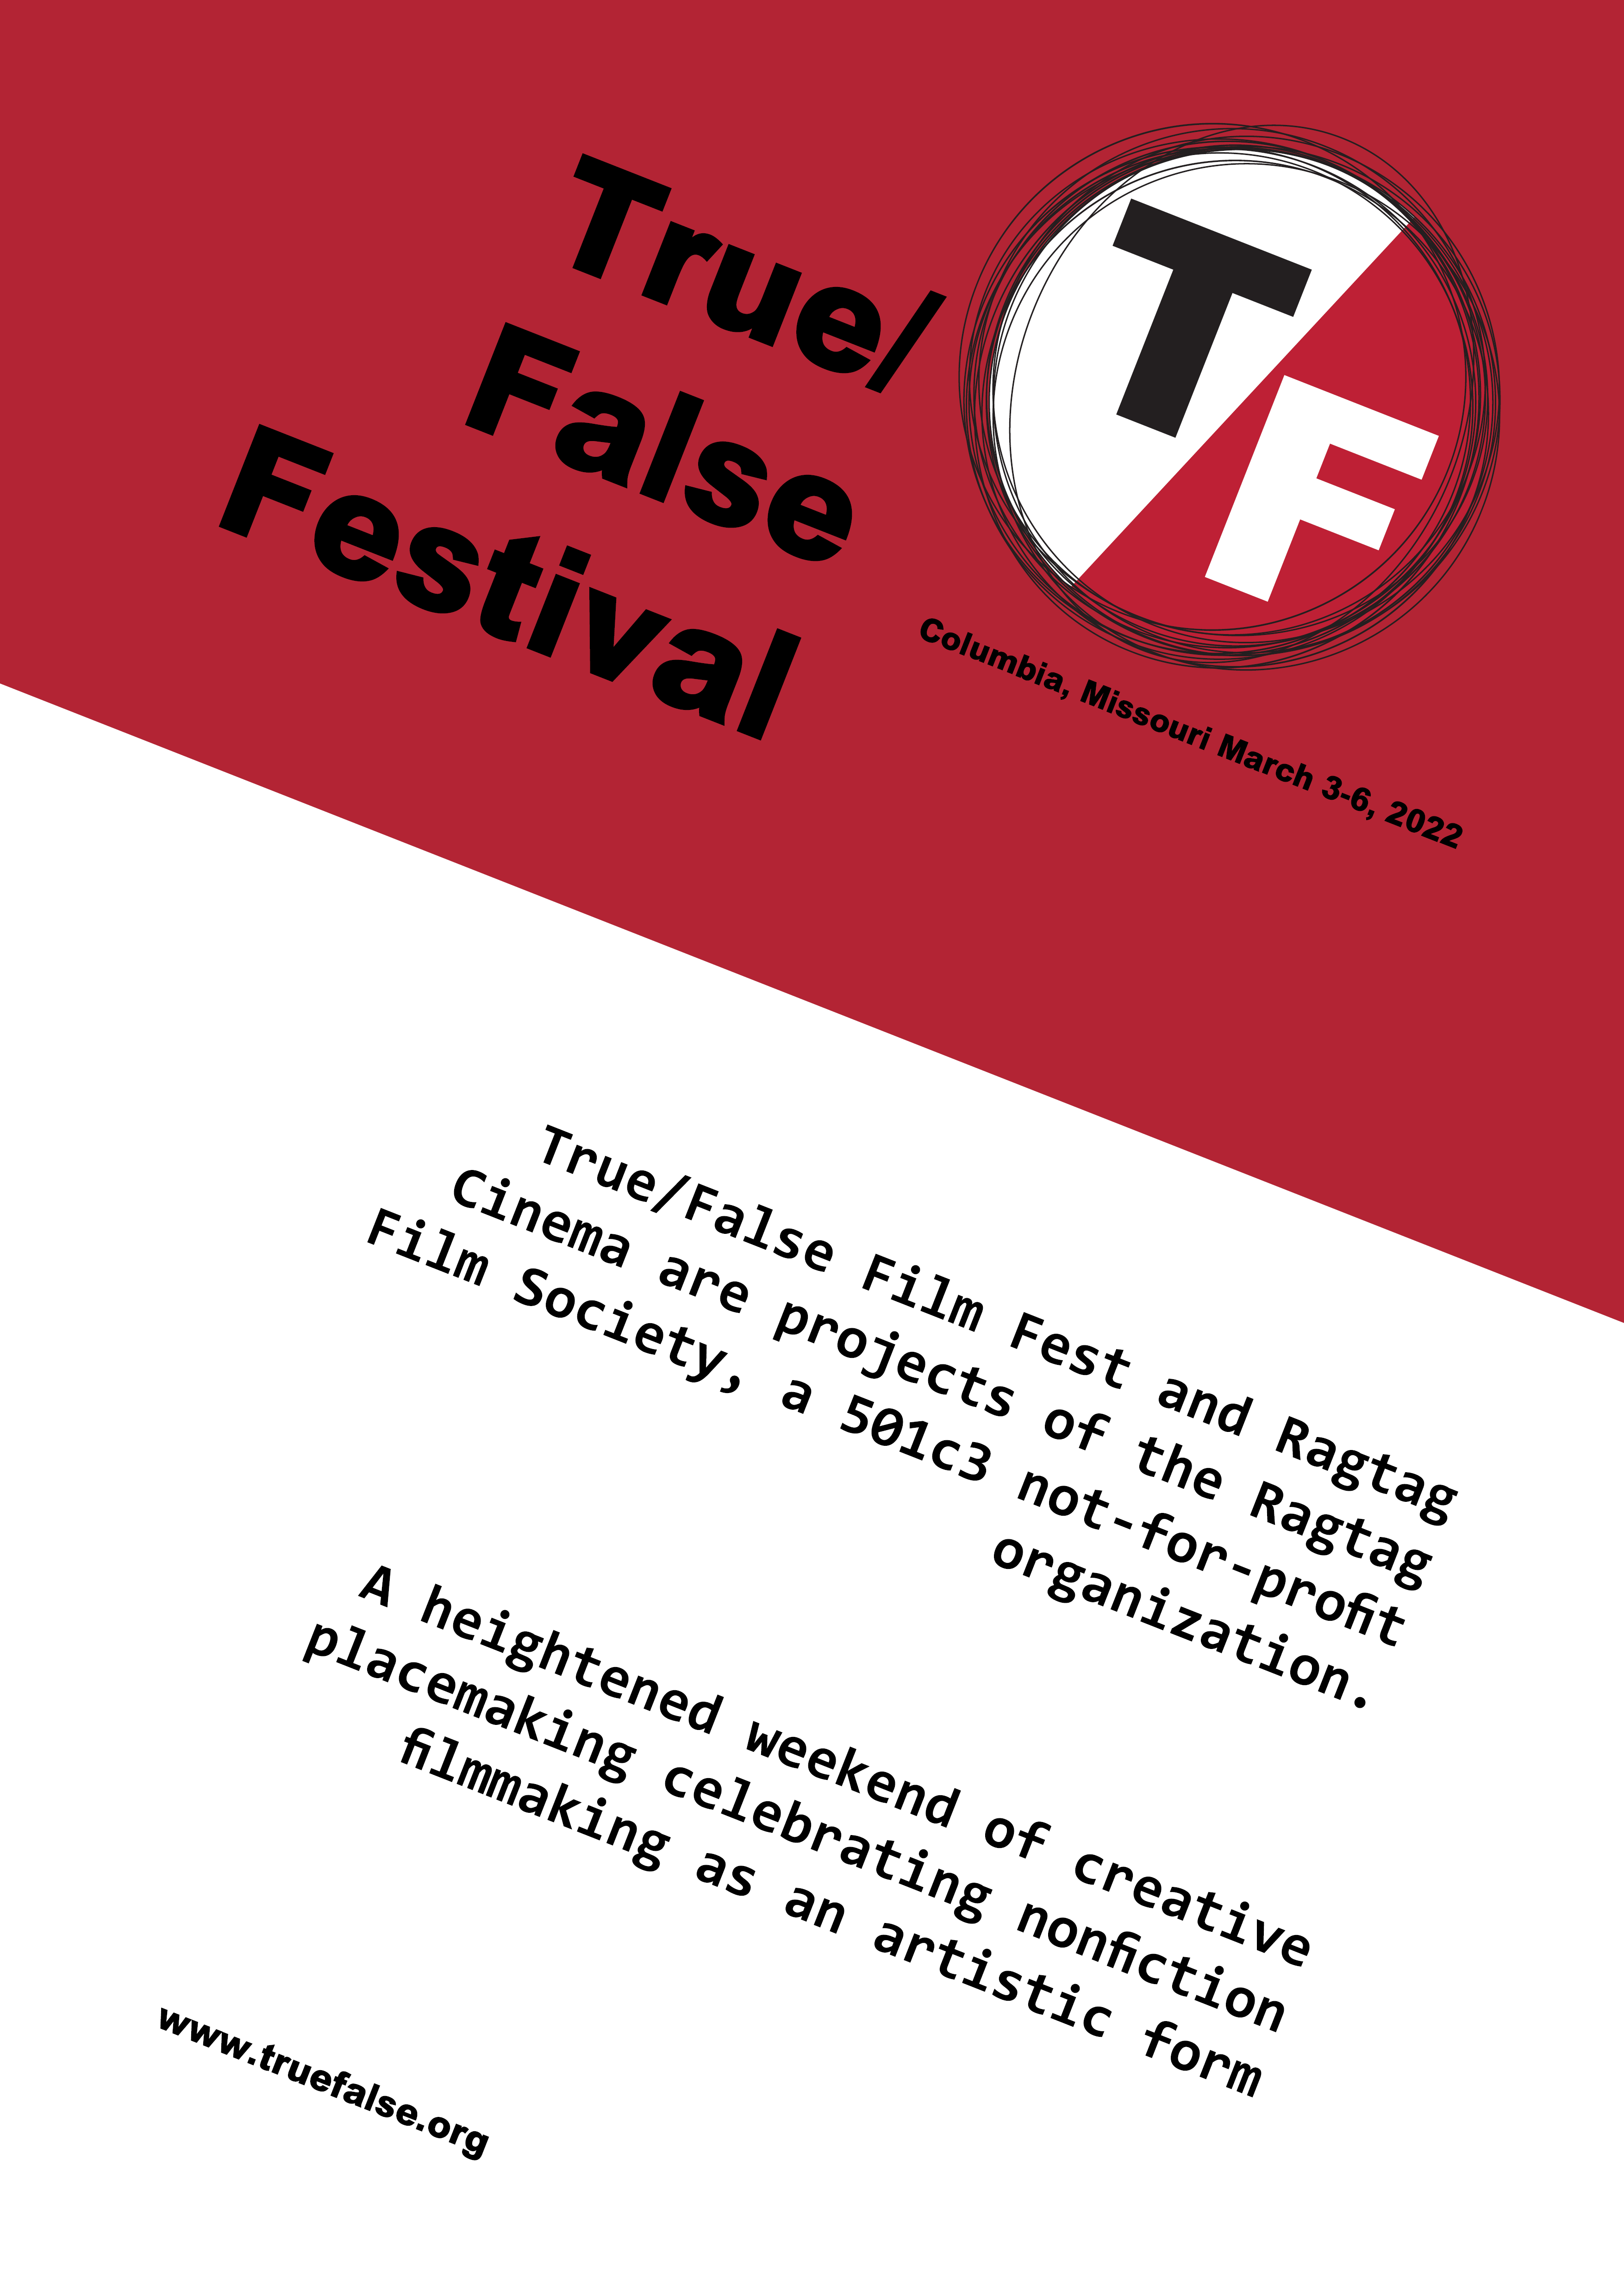 True/
False
Festival
T
F
Columbia, Missouri March 3-6, 2022
True/False Film Fest and Ragtag
Cinema are projects of the Ragtag
Film Society, a 501c3 not-for-profit
organization.
A heightened weekend of creative
placemaking celebrating nonfiction
filmmaking as an artistic form
www.truefalse.org